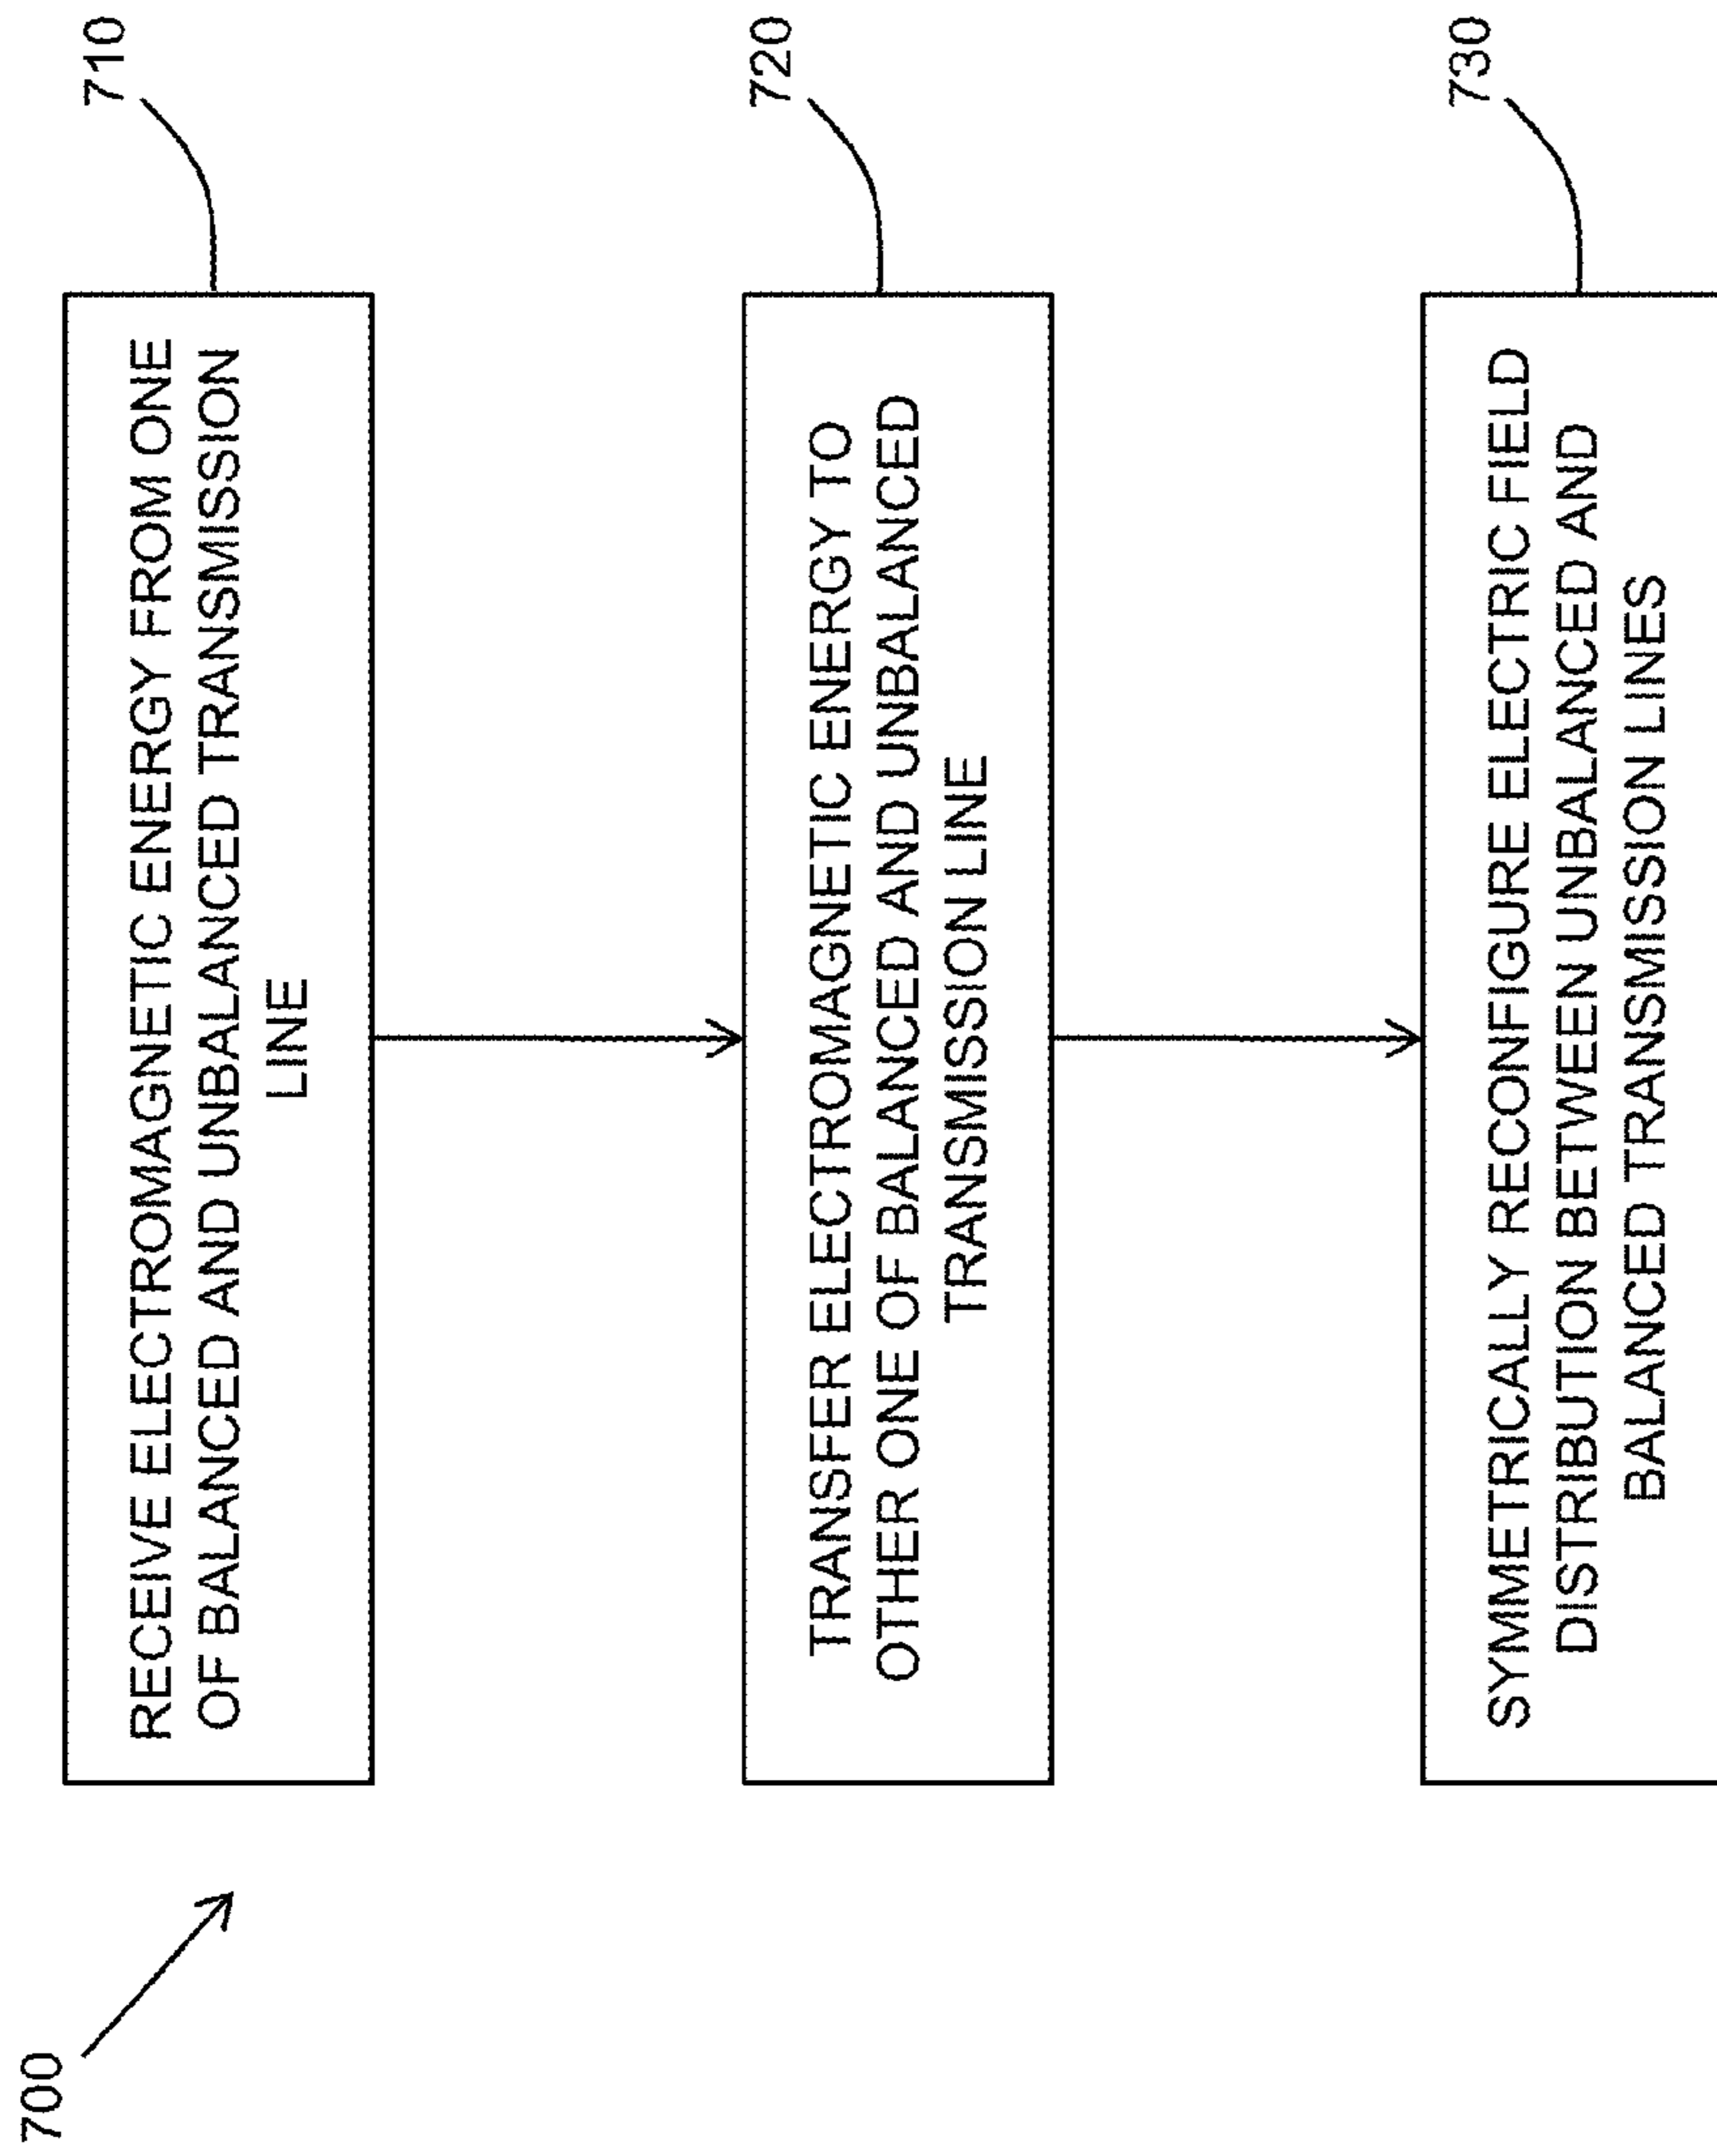 700
710
RECEIVE ELECTROMAGNETIC ENERGY FROM ONE
OF BALANCED AND UNBALANCED TRANSMISSION
LINE
720
TRANSFER ELECTROMAGNETIC ENERGY TO
OTHER ONE OF BALANCED AND UNBALANCED
TRANSMISSION LINE
730
SYMMETRICALLY RECONFIGURE ELECTRIC FIELD
DISTRIBUTION BETWEEN UNBALANCED AND
BALANCED TRANSMISSION LINES